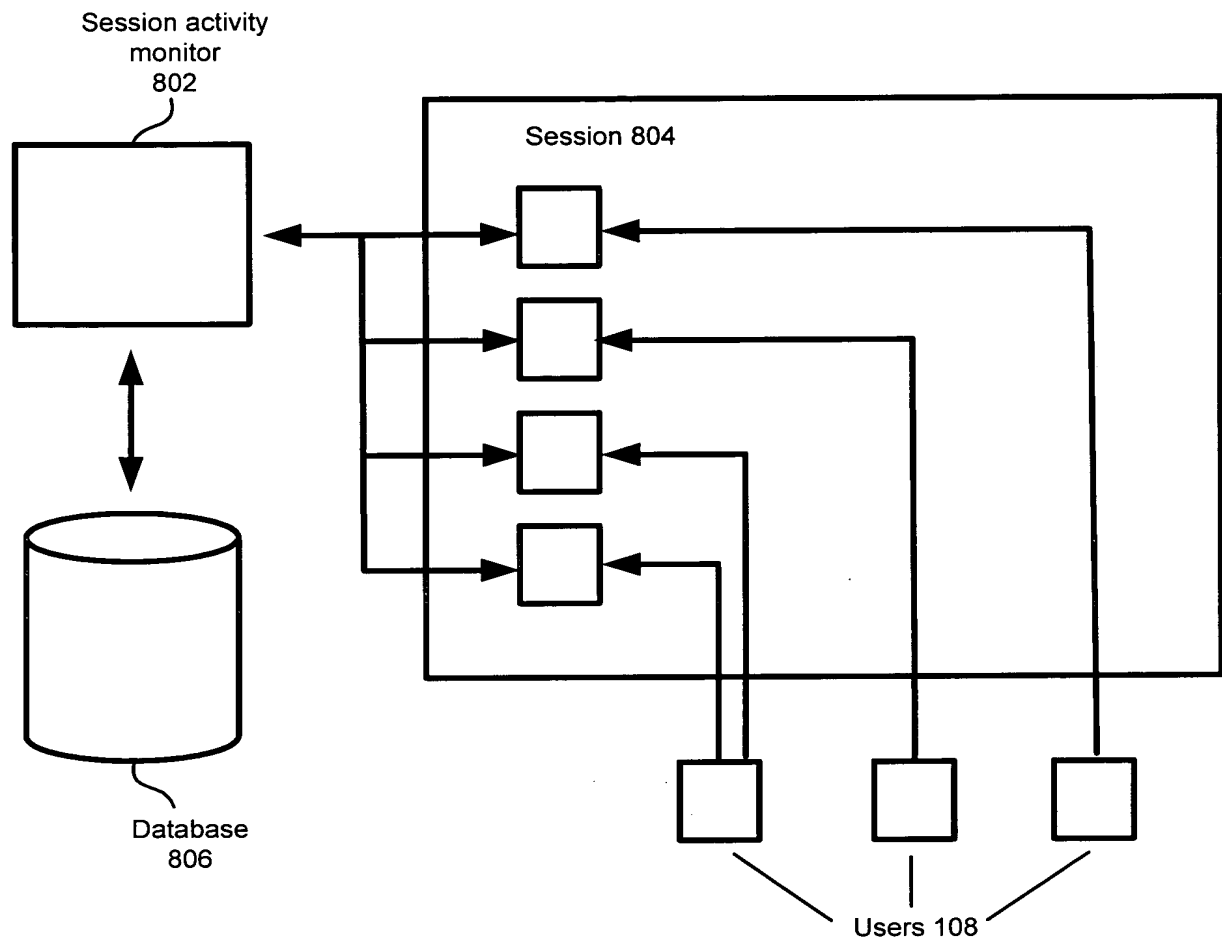 Session activity
monitor
802
Session 804
Database
806
Users 108